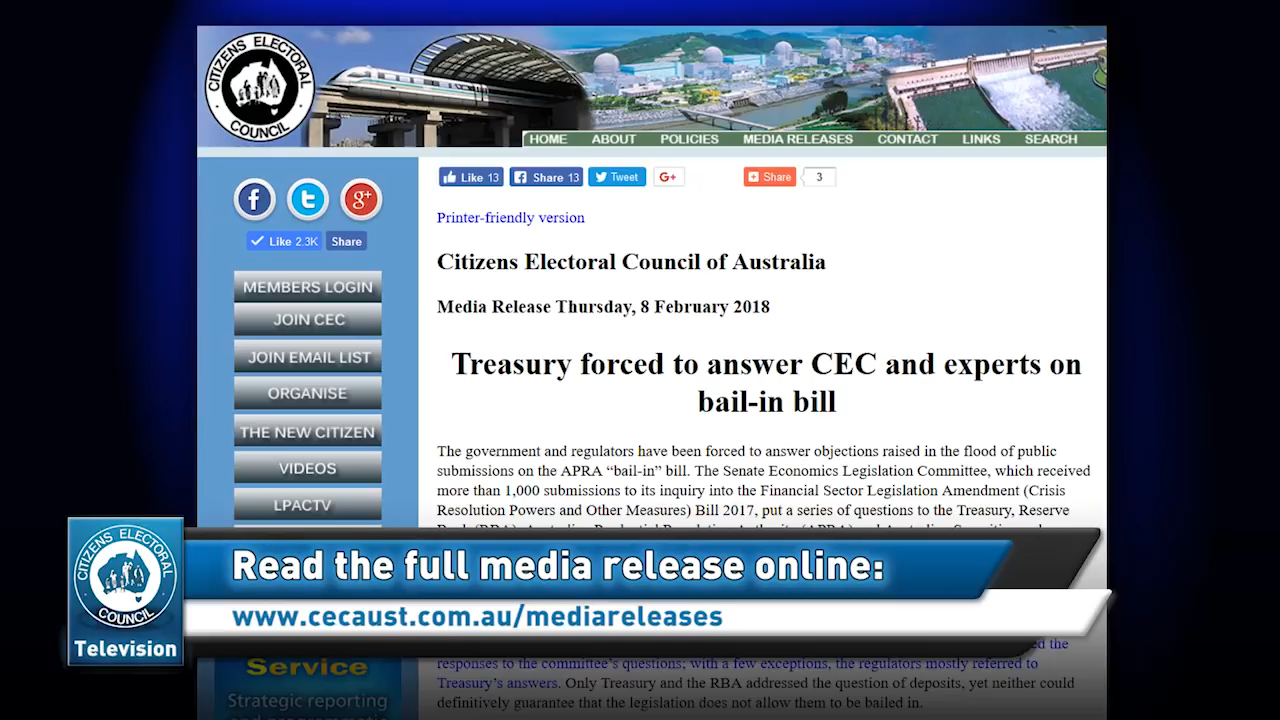 CITIZENS ELECTORAL
COUNCIL
HOME ABOUT POLICIES MEDIA RELEASES CONTACT LINKS SEARCH
f t g+
Like 2.3K Share
MEMBERS LOGIN
JOIN CEC
JOIN EMAIL LIST
ORGANISE
THE NEW CITIZEN
VIDEOS
LPACTV
Like 13 Share 13 Tweet G+ Share 3
Printer-friendly version
Citizens Electoral Council of Australia
Media Release Thursday, 8 February 2018
Treasury forced to answer CEC and experts on
bail-in bill
The government and regulators have been forced to answer objections raised in the flood of public
submissions on the APRA “bail-in” bill. The Senate Economics Legislation Committee, which received
more than 1,000 submissions to its inquiry into the Financial Sector Legislation Amendment (Crisis
Resolution Powers and Other Measures) Bill 2017, put a series of questions to the Treasury, Reserve
CITIZENS ELECTORAL
COUNCIL
Television
Read the full media release online:
www.cecaust.com.au/mediareleases
Service
Strategic reporting
the
responses to the committee’s questions; with a few exceptions, the regulators mostly referred to
Treasury’s answers. Only Treasury and the RBA addressed the question of deposits, yet neither could
definitively guarantee that the legislation does not allow them to be bailed in.